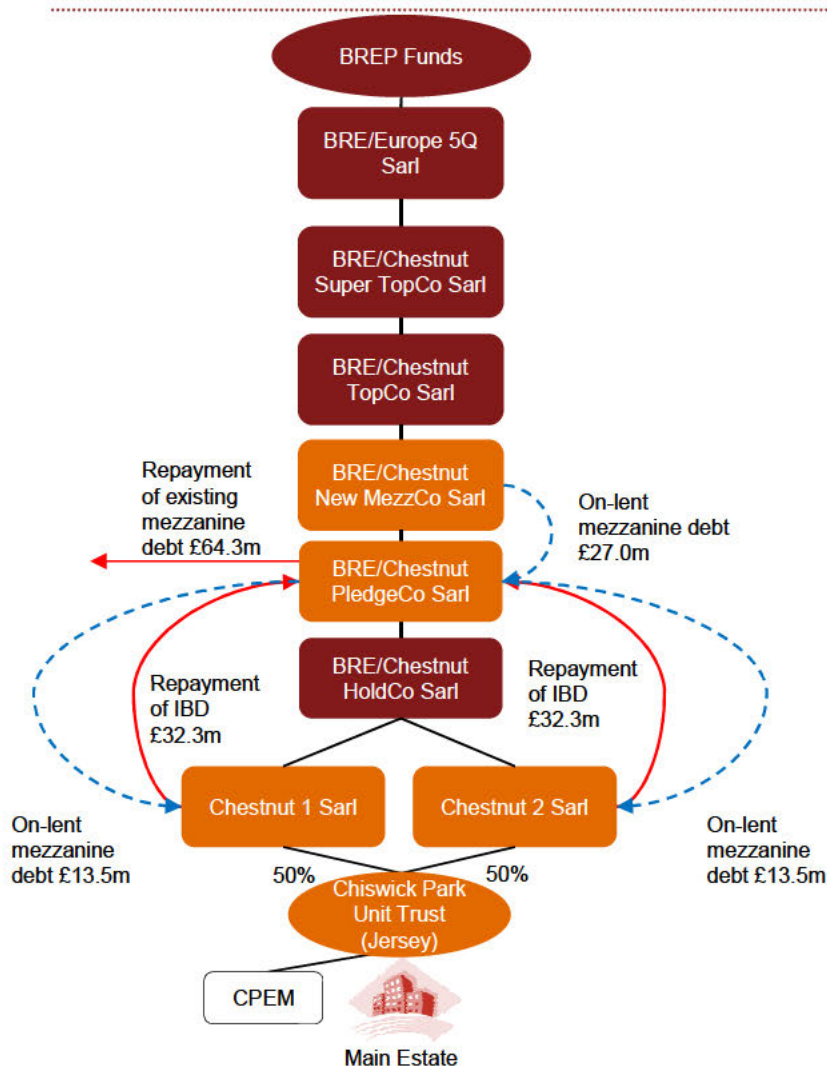 BREP Funds
BRE/Europe 5Q
Sarl
BRE/Chestnut
Super TopCo Sarl
BRE/Chestnut
TopCo Sarl
BRE/Chestnut
New MezzCo Sarl
Repayment
of existing
mezzanine
debt £64.3m
On-lent
mezzanine debt
£27.0m
BRE/Chestnut
PledgeCo Sarl
BRE/Chestnut
HoldCo Sarl
Repayment
of IBD
£32.3m
Repayment
of IBD
£32.3m
Chestnut 1 Sarl
Chestnut 2 Sarl
On-lent
mezzanine
debt £13.5m
On-lent
mezzanine
debt £13.5m
50%
50%
Chiswick Park
Unit Trust
(Jersey)
CPEM
Main Estate